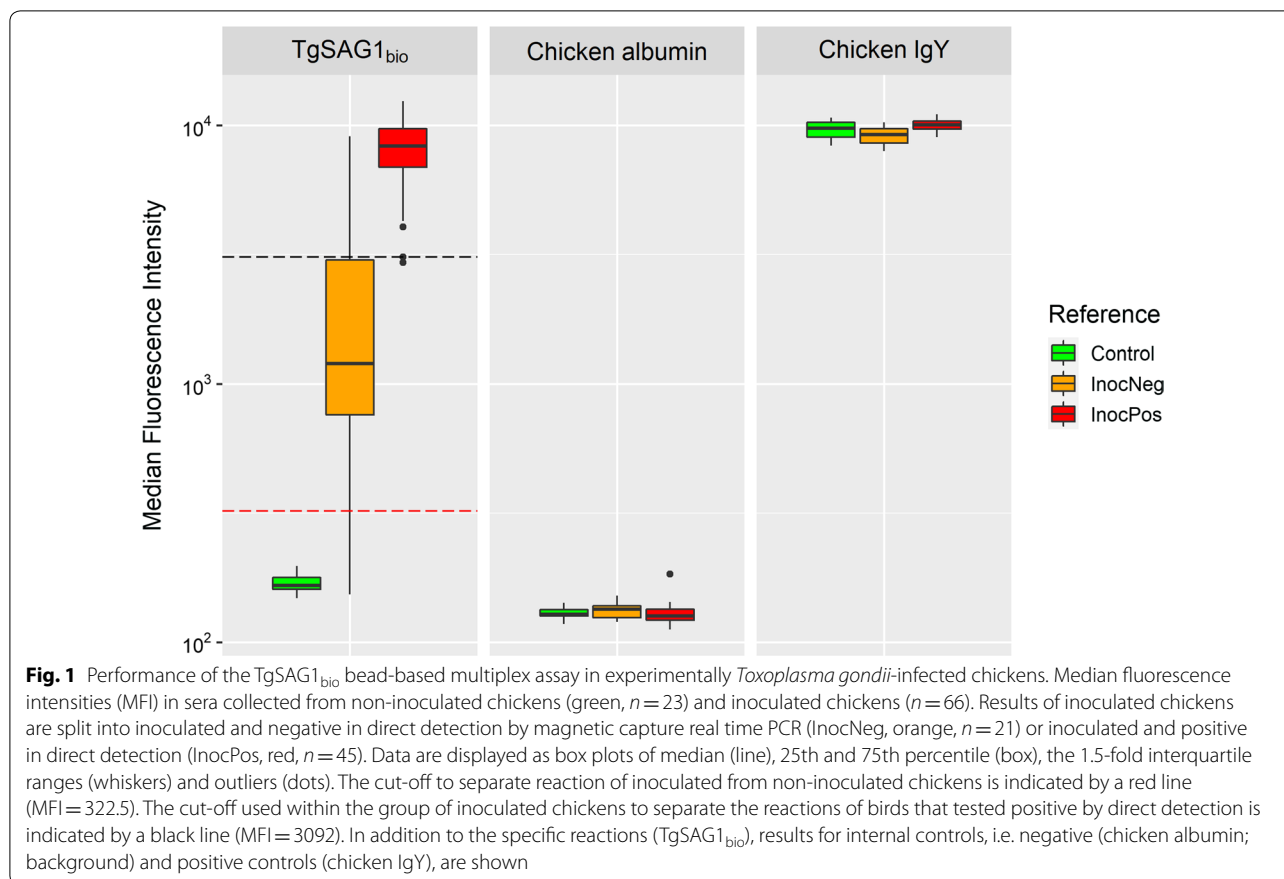 TgSAG1bio
Chicken albumin
Chicken IgY
Median Fluorescence Intensity
10^4
10^3
10^2
Reference
Control
InocNeg
InocPos
Fig. 1 Performance of the TgSAG1bio bead-based multiplex assay in experimentally Toxoplasma gondii-infected chickens. Median fluorescence
intensities (MFI) in sera collected from non-inoculated chickens (green, n = 23) and inoculated chickens (n = 66). Results of inoculated chickens
are split into inoculated and negative in direct detection by magnetic capture real time PCR (InocNeg, orange, n = 21) or inoculated and positive
in direct detection (InocPos, red, n = 45). Data are displayed as box plots of median (line), 25th and 75th percentile (box), the 1.5-fold interquartile
ranges (whiskers) and outliers (dots). The cut-off to separate reaction of inoculated from non-inoculated chickens is indicated by a red line
(MFI = 322.5). The cut-off used within the group of inoculated chickens to separate the reactions of birds that tested positive by direct detection is
indicated by a black line (MFI = 3092). In addition to the specific reactions (TgSAG1bio), results for internal controls, i.e. negative (chicken albumin;
background) and positive controls (chicken IgY), are shown